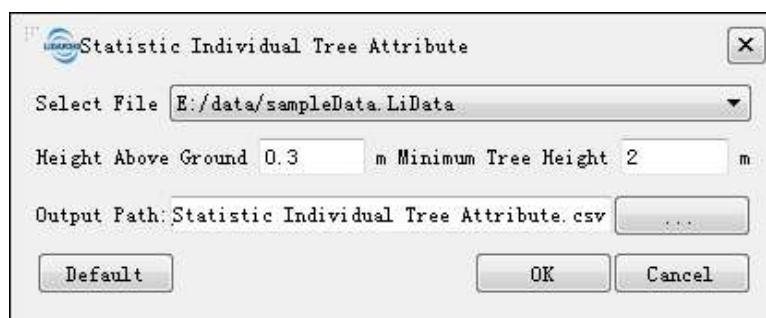 Statistic Individual Tree Attribute
Select File E:/data/sampleData.LiData
Height Above Ground 0.3 m Minimum Tree Height 2 m
Output Path: Statistic Individual Tree Attribute.csv ...
Default OK Cancel